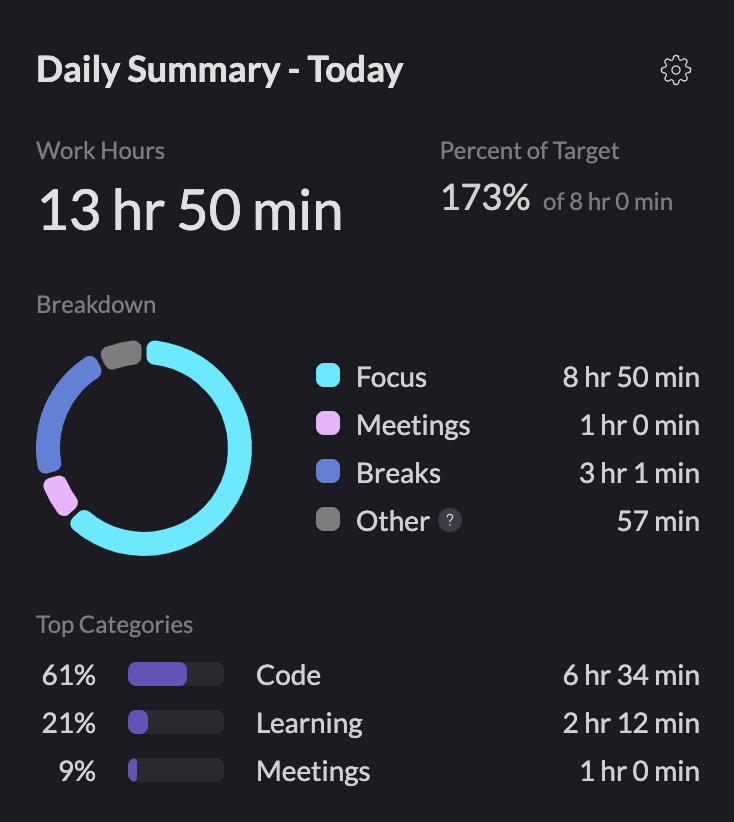 Daily Summary - Today
Work Hours
Percent of Target
13 hr 50 min
173% of 8 hr 0 min
Breakdown
Focus 8 hr 50 min
Meetings 1 hr 0 min
Breaks 3 hr 1 min
Other ? 57 min
Top Categories
61% Code 6 hr 34 min
21% Learning 2 hr 12 min
9% Meetings 1 hr 0 min